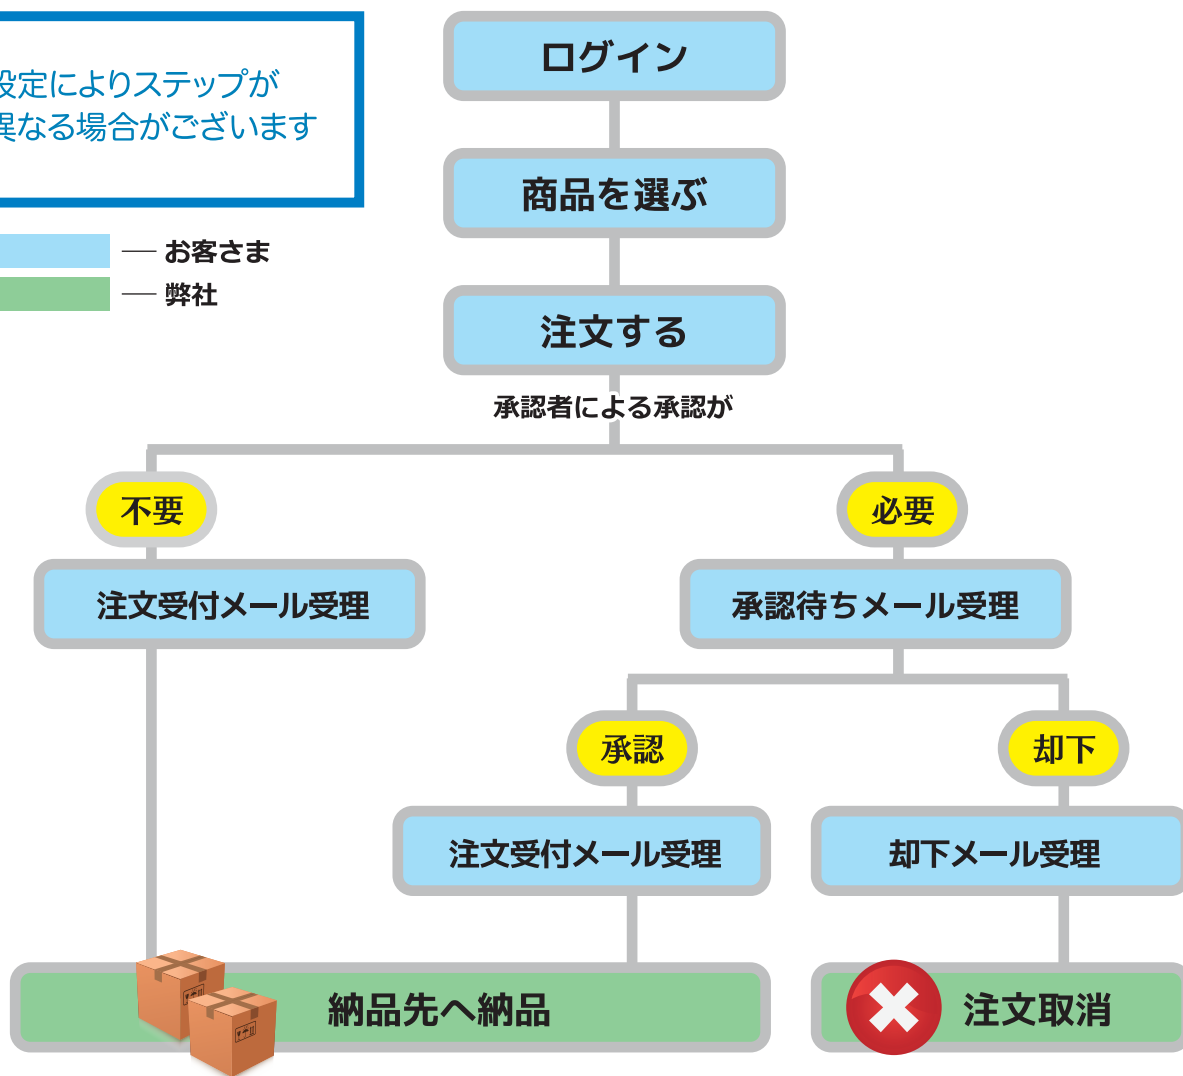 設定によりステップが
異なる場合がございます
お客さま
弊社
ログイン
商品を選ぶ
注文する
承認者による承認が
不要
必要
注文受付メール受理
承認待ちメール受理
承認
却下
注文受付メール受理
却下メール受理
納品先へ納品
注文取消